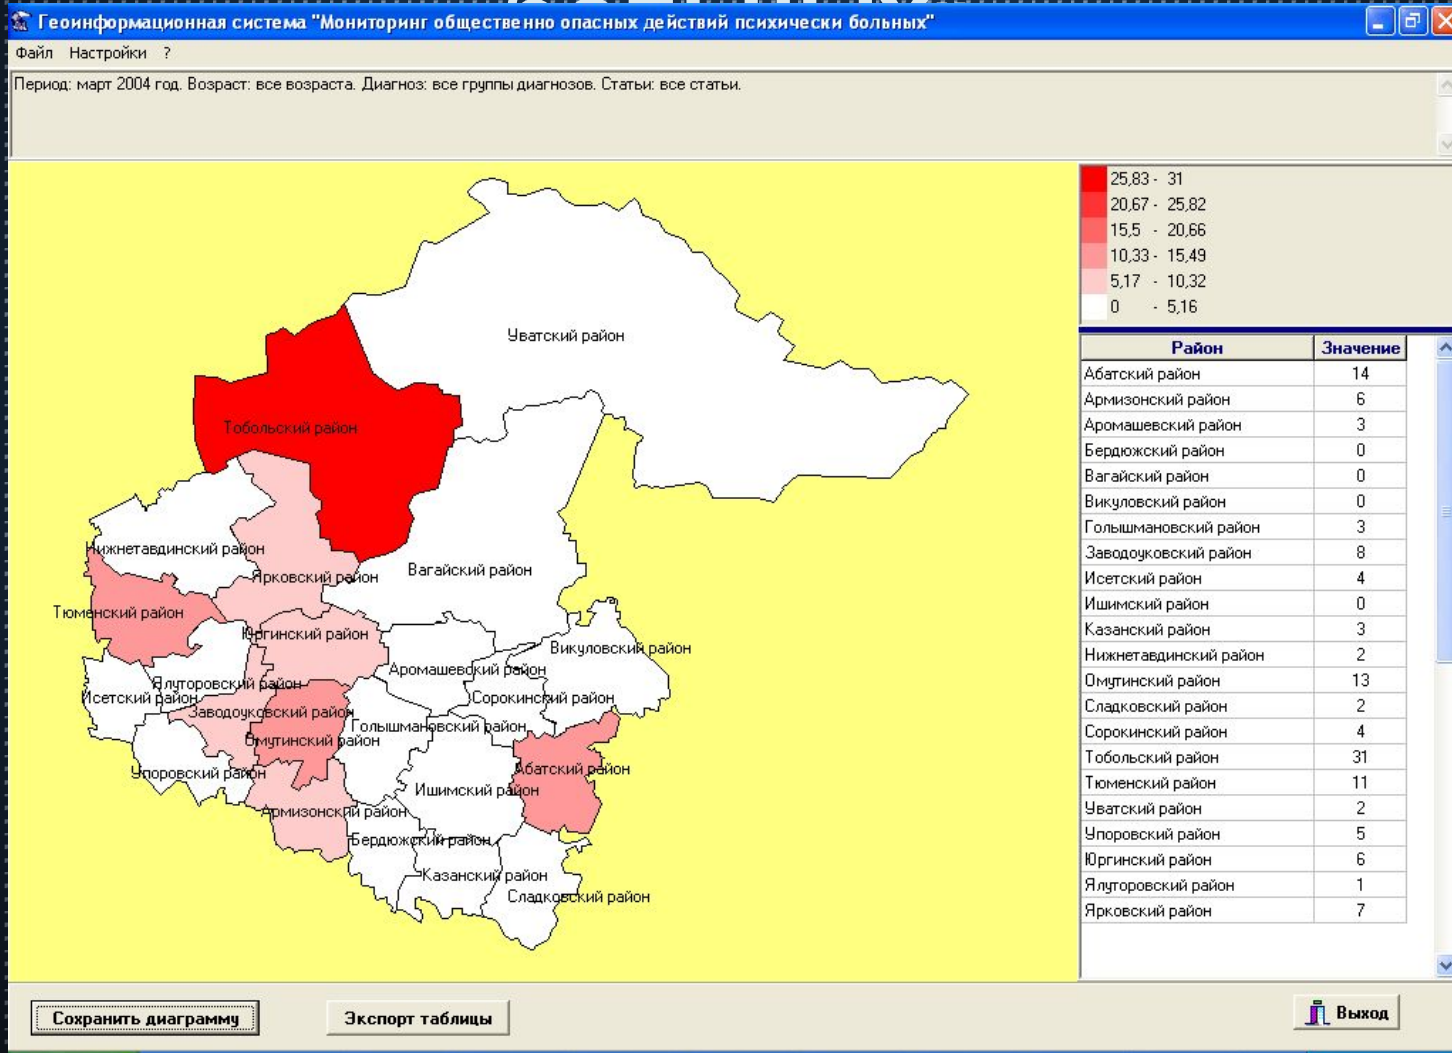 Геоинформационная система "Мониторинг общественно опасных действий психически больных"
Файл Настройки ?
Период: март 2004 год. Возраст: все возраста. Диагноз: все группы диагнозов. Статьи: все статьи.
25,83 - 31
20,67 - 25,82
15,5 - 20,66
10,33 - 15,49
5,17 - 10,32
0 - 5,16
Уватский район
Тобольский район
Нижнетавдинский район
Ярковский район
Вагайский район
Тюменский район
Юргинский район
Викуловский район
Аромашевский район
Ялуторовский район
Исетский район
Сорокинский район
Заводоуковский район
Голышмановский район
Омутинский район
Упоровский район
Абатский район
Ишимский район
Армизонский район
Бердюжский район
Казанский район
Сладковский район
Район Значение
Абатский район 14
Армизонский район 6
Аромашевский район 3
Бердюжский район 0
Вагайский район 0
Викуловский район 0
Голышмановский район 3
Заводоуковский район 8
Исетский район 4
Ишимский район 0
Казанский район 3
Нижнетавдинский район 2
Омутинский район 13
Сладковский район 2
Сорокинский район 4
Тобольский район 31
Тюменский район 11
Уватский район 2
Упоровский район 5
Юргинский район 6
Ялуторовский район 1
Ярковский район 7
Сохранить диаграмму
Экспорт таблицы
Выход